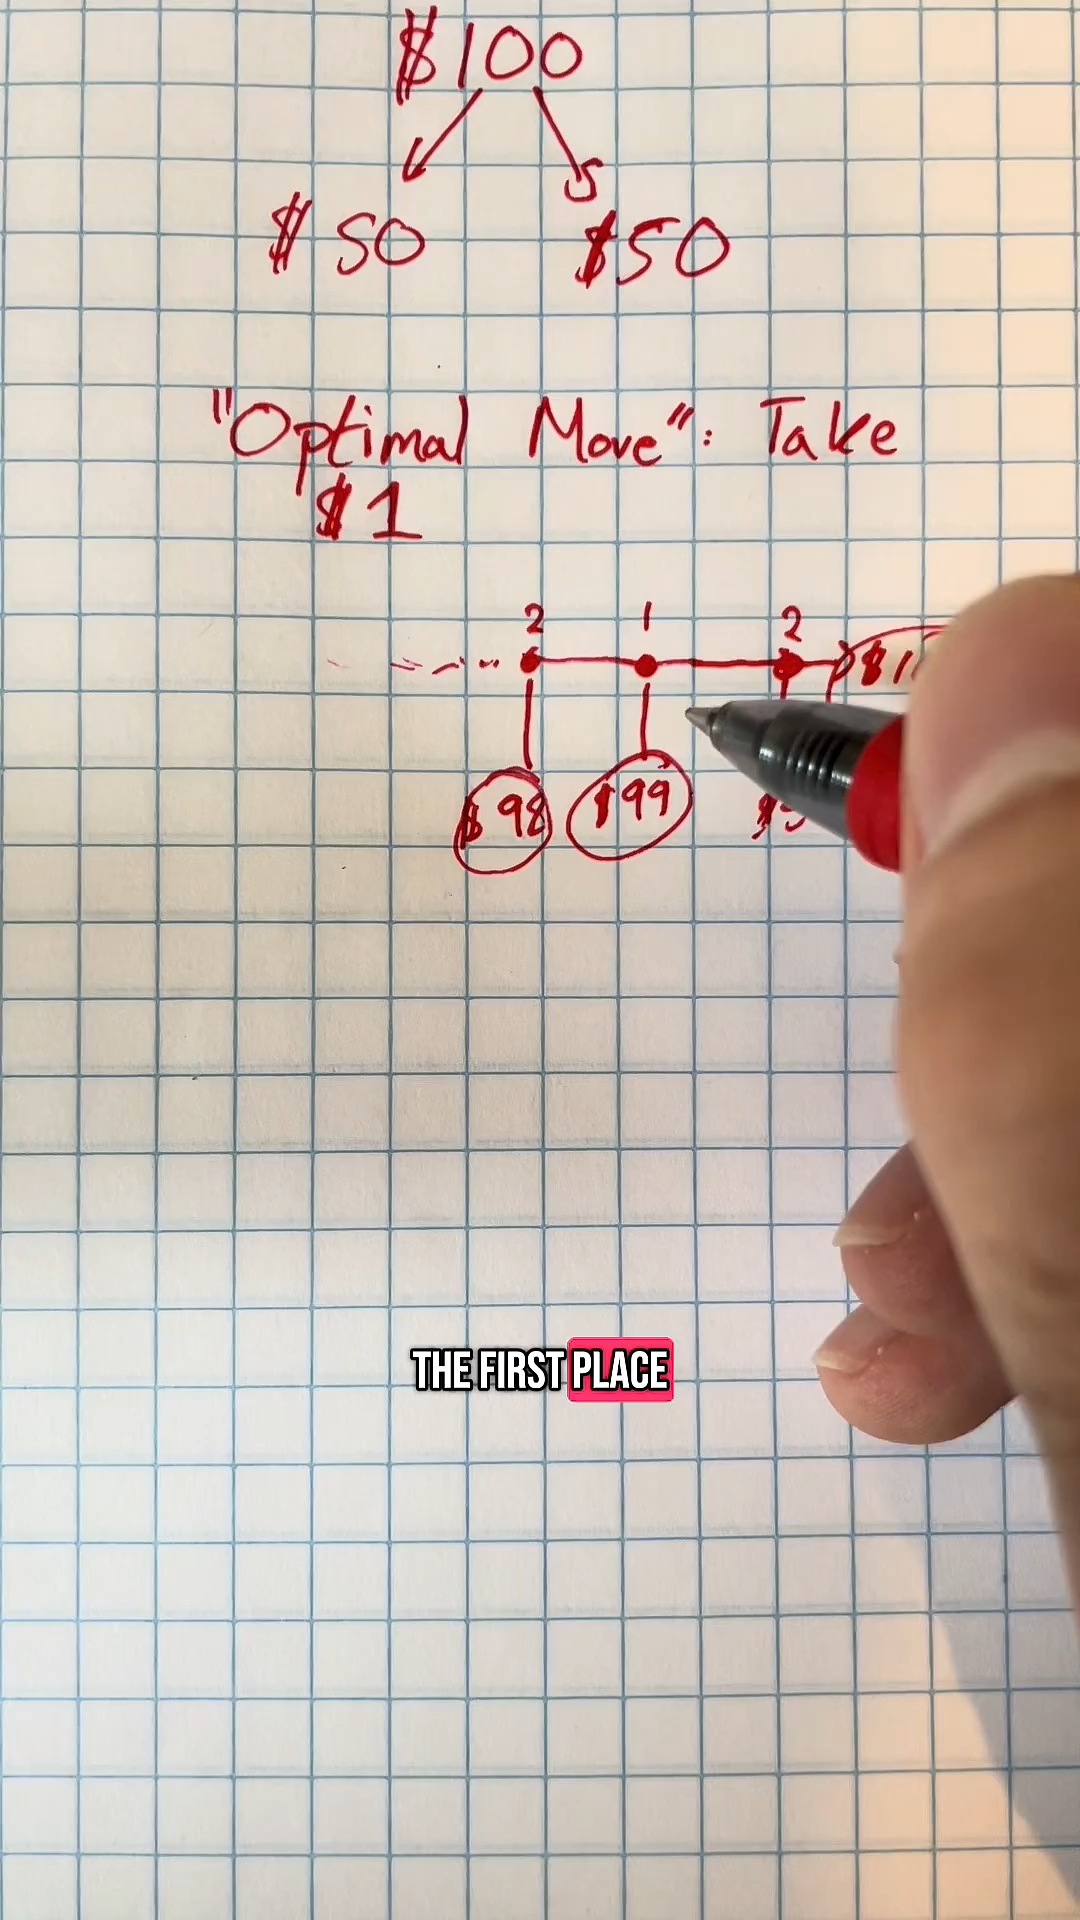 $100
$50 $50
"Optimal Move": Take
$1
2 1 2
$98 $99
THE FIRST PLACE